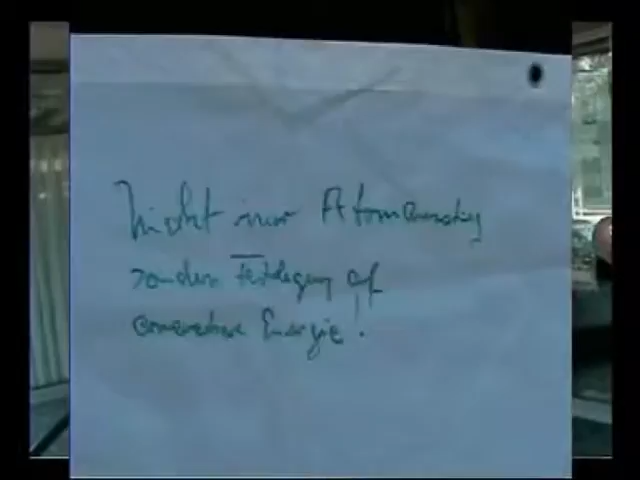 Nicht nur Atomausstieg
sondern Festlegung auf
erneuerbare Energie!